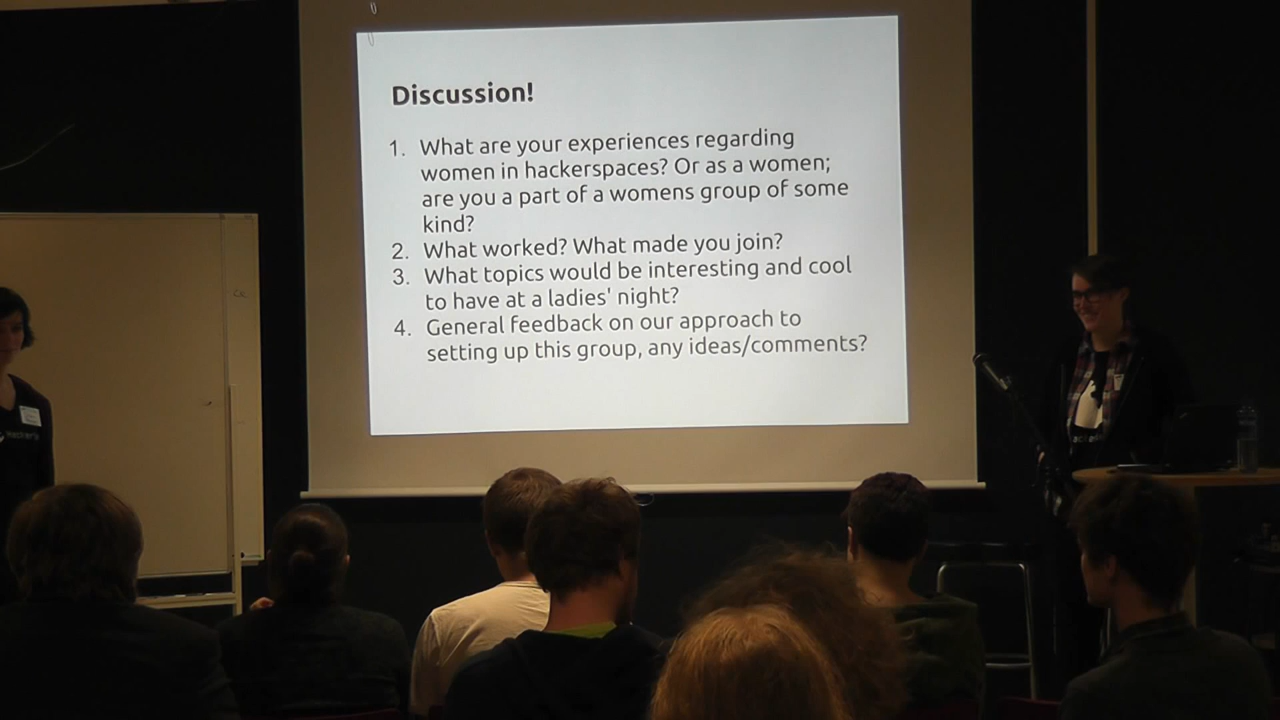 Discussion!
1. What are your experiences regarding
women in hackerspaces? Or as a women;
are you a part of a womens group of some
kind?
2. What worked? What made you join?
3. What topics would be interesting and cool
to have at a ladies' night?
4. General feedback on our approach to
setting up this group, any ideas/comments?